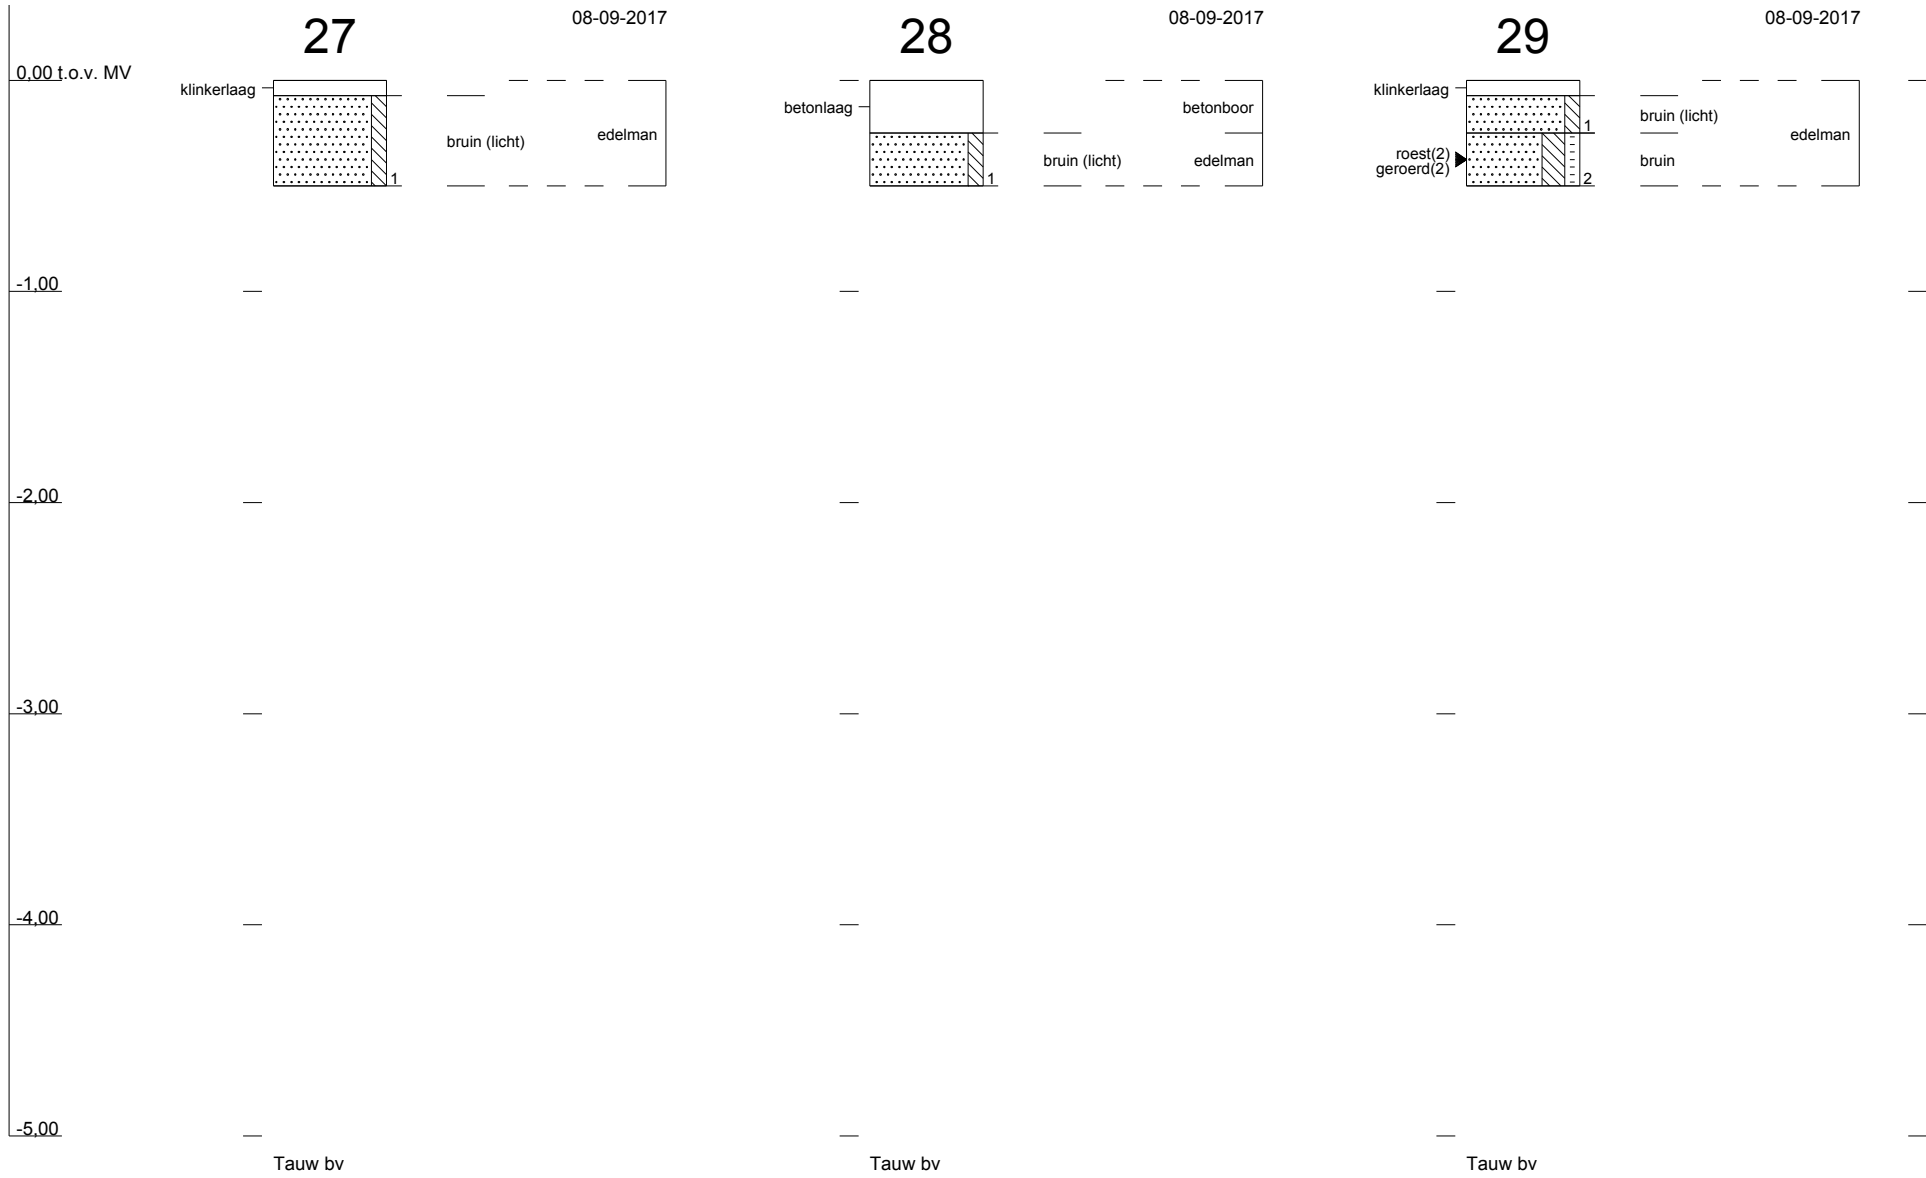 27
08-09-2017
28
08-09-2017
29
08-09-2017
0,00 t.o.v. MV
klinkerlaag
bruin (licht)
edelman
1
betonlaag
betonboor
bruin (licht)
edelman
1
klinkerlaag
bruin (licht)
1
edelman
roest(2)
geroerd(2)
bruin
2
-1,00
-2,00
-3,00
-4,00
-5,00
Tauw bv
Tauw bv
Tauw bv